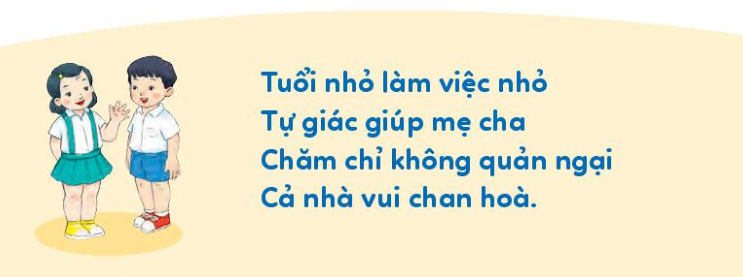 Tuổi nhỏ làm việc nhỏ
Tự giác giúp mẹ cha
Chăm chỉ không quản ngại
Cả nhà vui chan hoà.